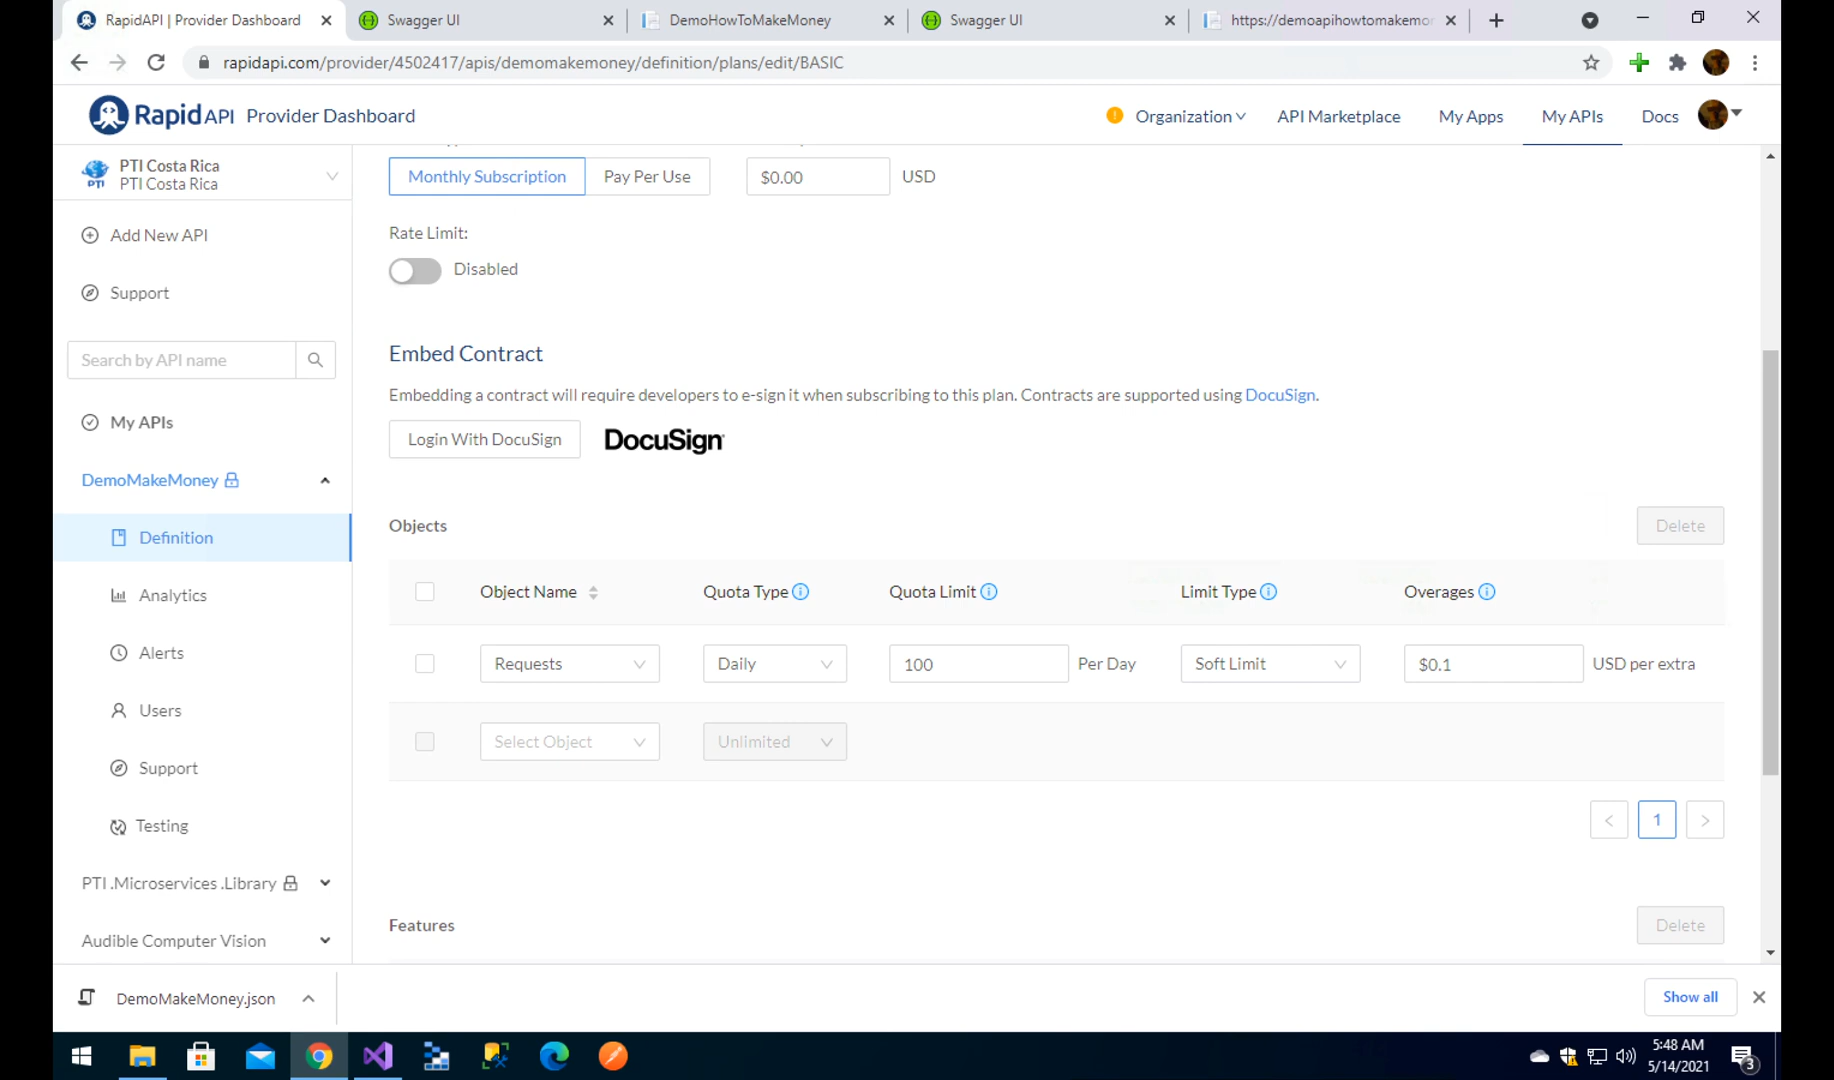 RapidAPI | Provider Dashboard
Swagger UI
DemoHowToMakeMoney
Swagger UI
https://demoapihowtomakemor
rapidapi.com/provider/4502417/apis/demomakemoney/definition/plans/edit/BASIC
Rapid API Provider Dashboard
Organization
API Marketplace
My Apps
My APIs
Docs
PTI Costa Rica
PTI Costa Rica
PTI
Add New API
Support
Search by API name
My APIs
DemoMakeMoney
Definition
Analytics
Alerts
Users
Support
Testing
PTI .Microservices .Library
Audible Computer Vision
Monthly Subscription
Pay Per Use
$0.00
USD
Rate Limit:
Disabled
Embed Contract
Embedding a contract will require developers to e-sign it when subscribing to this plan. Contracts are supported using DocuSign.
Login With DocuSign
DocuSign
Objects
Delete
Object Name
Quota Type
Quota Limit
Limit Type
Overages
Requests
Daily
100
Per Day
Soft Limit
$0.1
USD per extra
Select Object
Unlimited
< 1 >
Features
Delete
DemoMakeMoney.json
Show all
5:48 AM
5/14/2021
3